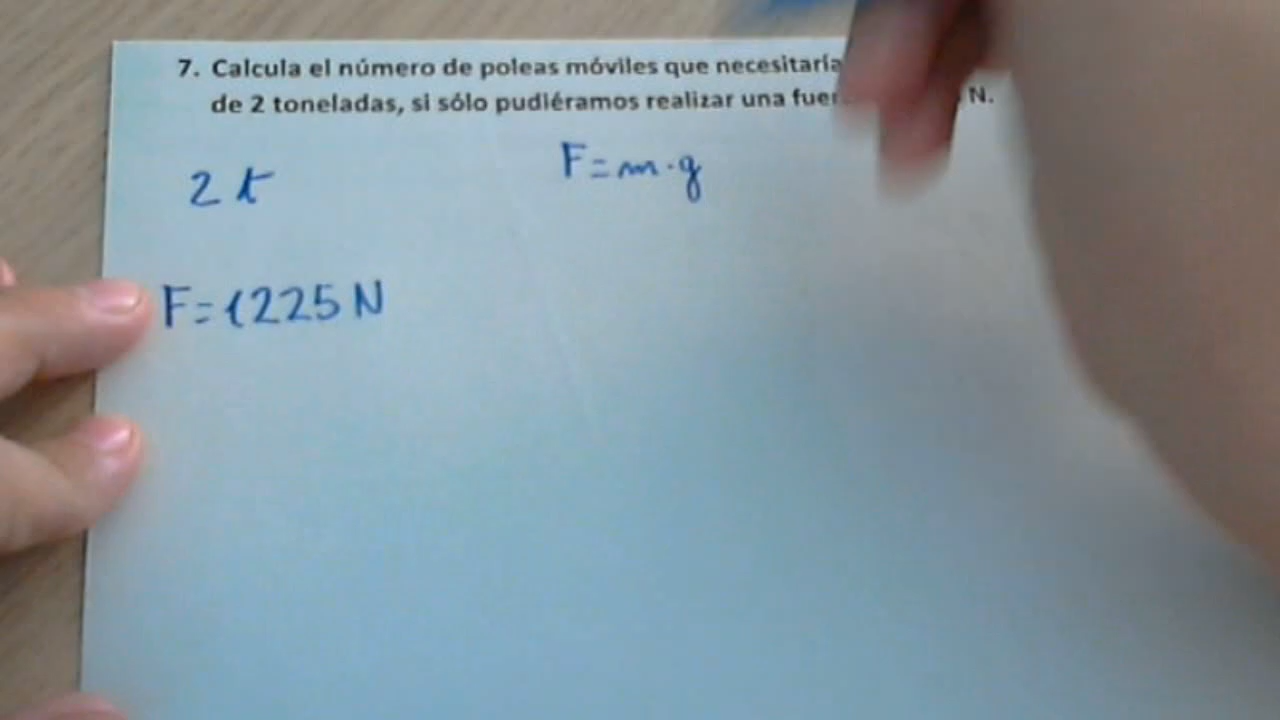 7. Calcula el número de poleas móviles que necesitaría
de 2 toneladas, si sólo pudiéramos realizar una N.
2 t
F=m·g
F=1225 N